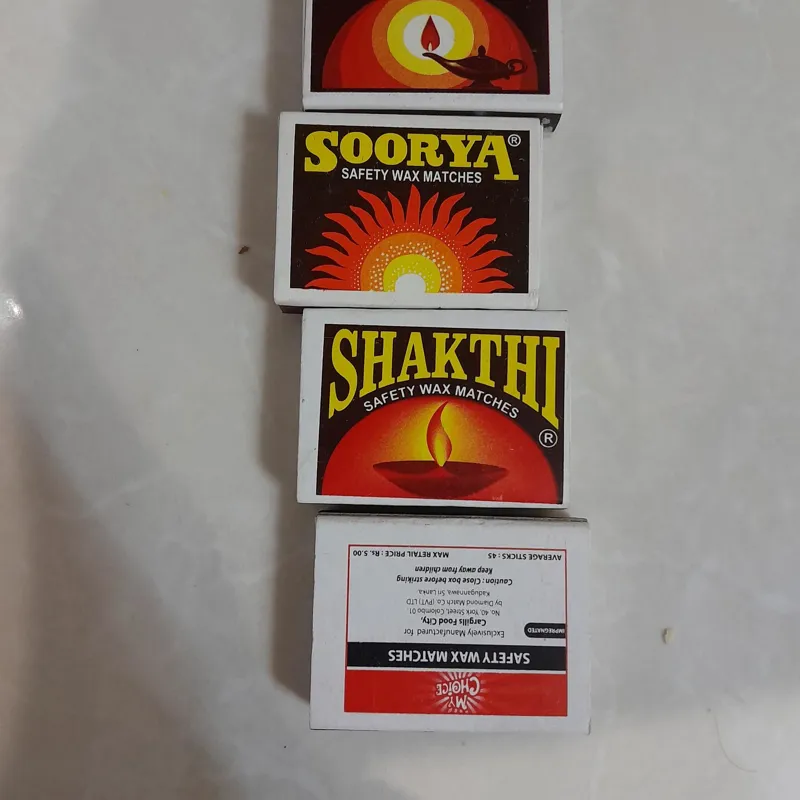 SOORYA®
SAFETY WAX MATCHES
SHAKTHI
SAFETY WAX MATCHES
®
MY
CHOICE
SAFETY WAX MATCHES
IMPREGNATED
Exclusively Manufactured for
Cargills Food City,
No. 40, York Street, Colombo 01
by Diamond Match Co. (PVT) LTD
Kadugannawa, Sri Lanka.
Caution : Close box before striking
Keep away from children
AVERAGE STICKS : 45 MAX RETAIL PRICE : Rs. 5.00